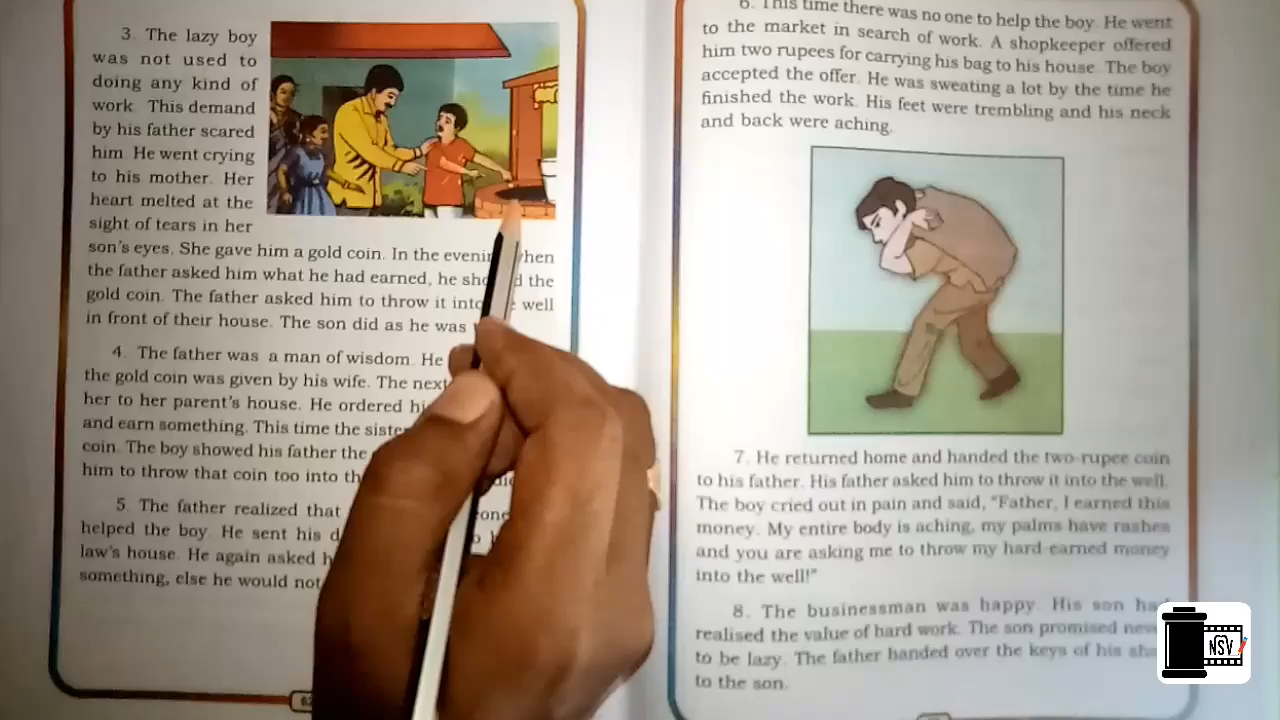 3. The lazy boy
was not used to
doing any kind of
work. This demand
by his father scared
him. He went crying
to his mother. Her
heart melted at the
sight of tears in her
son's eyes. She gave him a gold coin. In the evening when
the father asked him what he had earned, he showed the
gold coin. The father asked him to throw it into the well
in front of their house. The son did as he was
4. The father was a man of wisdom. He
the gold coin was given by his wife. The next
her to her parent's house. He ordered
and earn something. This time the sister
coin. The boy showed his father the
him to throw that coin too into the
5. The father realized that
helped the boy. He sent his
law's house. He again asked
something, else he would not
6. This time there was no one to help the boy. He went
to the market in search of work. A shopkeeper offered
him two rupees for carrying his bag to his house. The boy
accepted the offer. He was sweating a lot by the time he
finished the work. His feet were trembling and his neck
and back were aching.
7. He returned home and handed the two-rupee coin
to his father. His father asked him to throw it into the well.
The boy cried out in pain and said, "Father, I earned this
money. My entire body is aching, my palms have rashes
and you are asking me to throw my hard-earned money
into the well!"
8. The businessman was happy. His son had
realised the value of hard work. The son promised never
to be lazy. The father handed over the keys of his
to the son.
NSV